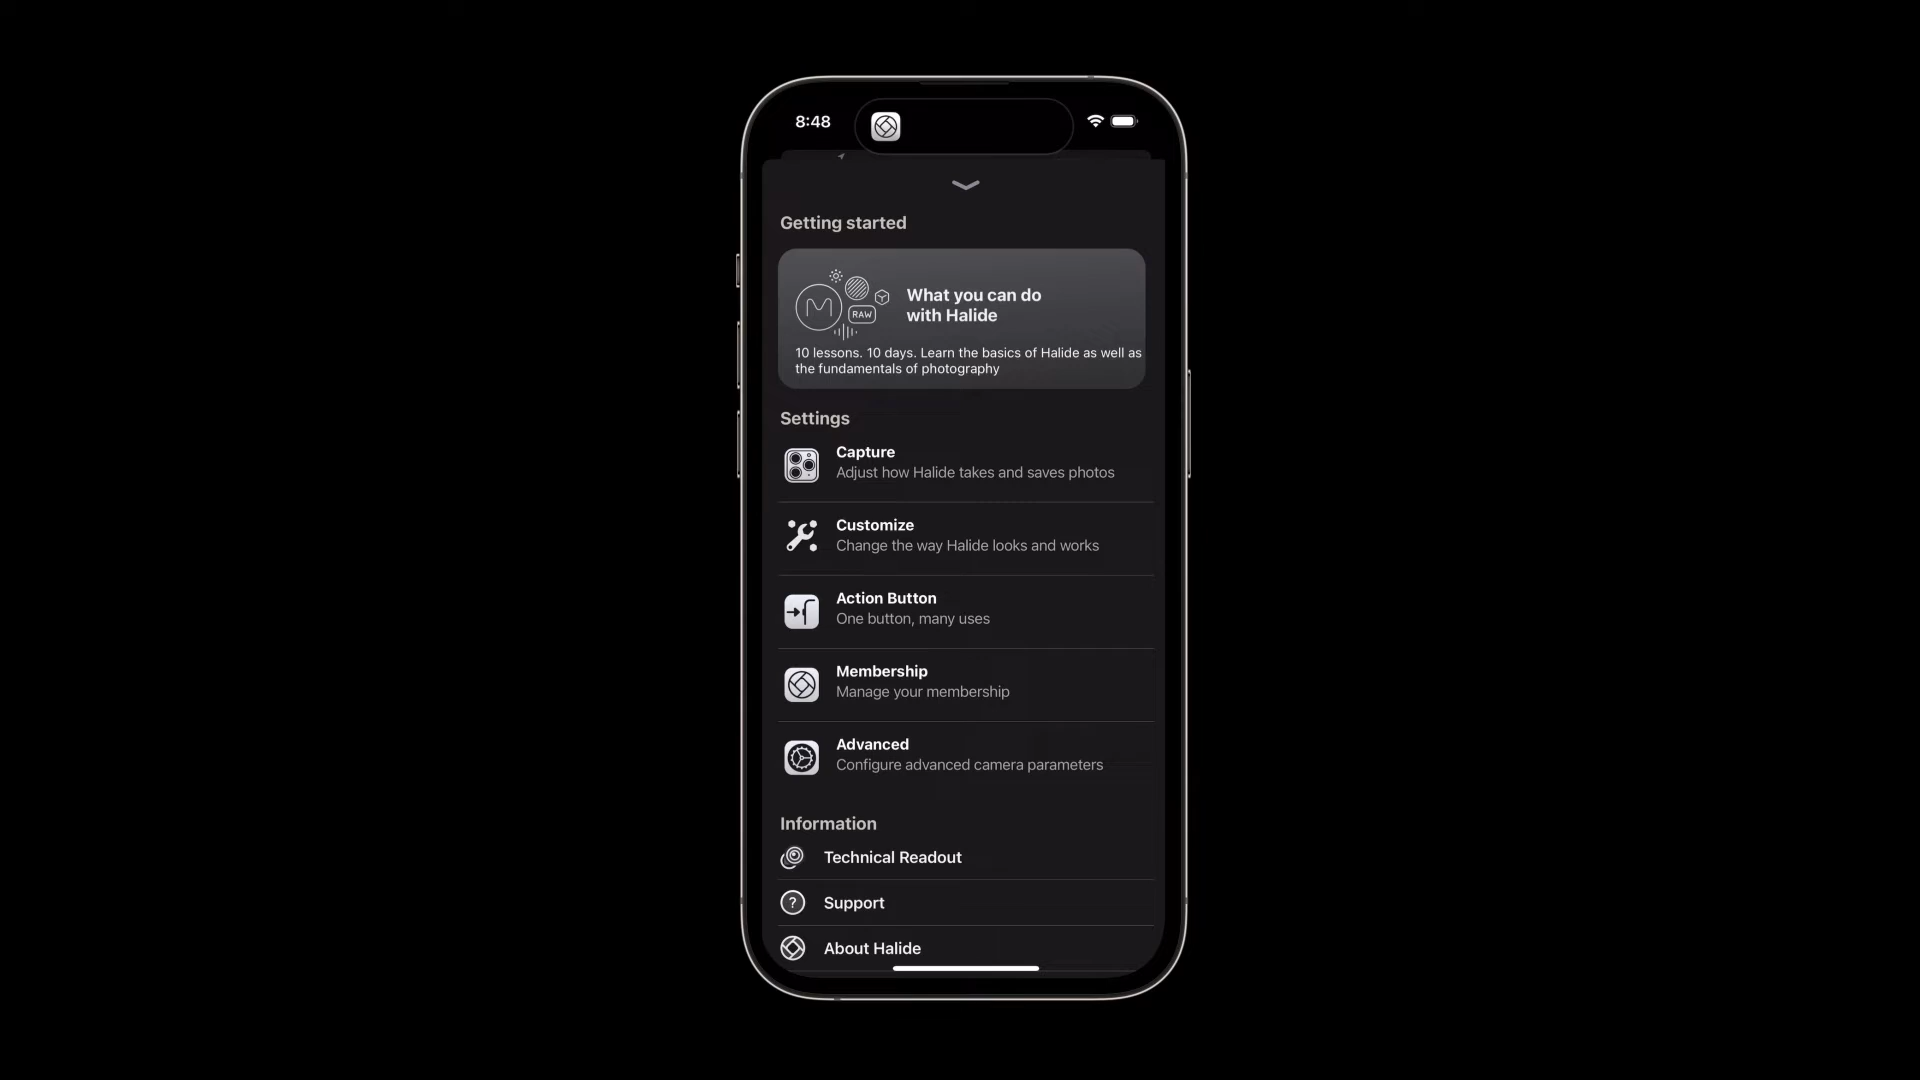 8:48
Getting started
What you can do
with Halide
RAW
10 lessons. 10 days. Learn the basics of Halide as well as
the fundamentals of photography
Settings
Capture
Adjust how Halide takes and saves photos
Customize
Change the way Halide looks and works
Action Button
One button, many uses
Membership
Manage your membership
Advanced
Configure advanced camera parameters
Information
Technical Readout
Support
About Halide